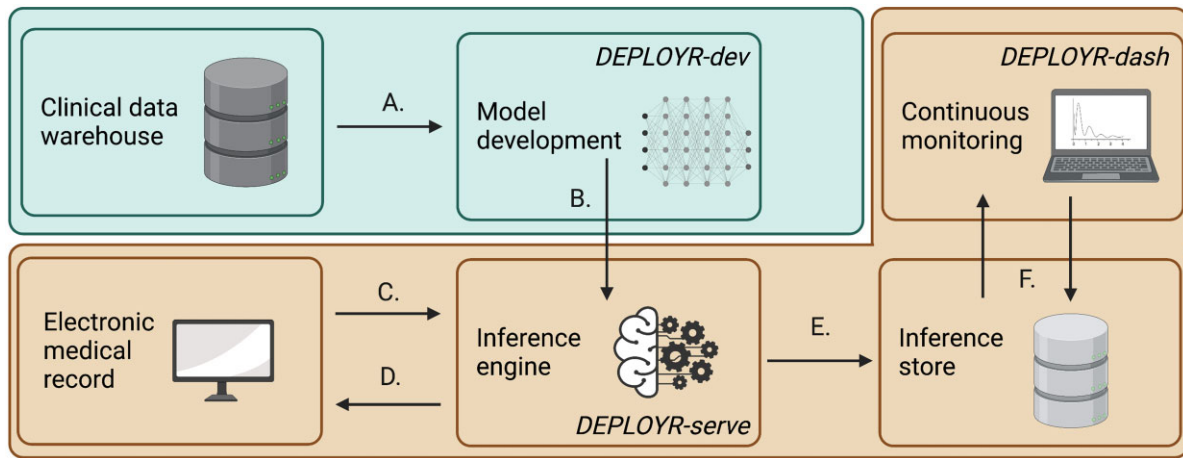 Clinical data
warehouse
A.
DEPLOYR-dev
Model
development
B.
DEPLOYR-dash
Continuous
monitoring
Electronic
medical
record
C.
D.
Inference
engine
DEPLOYR-serve
E.
F.
Inference
store